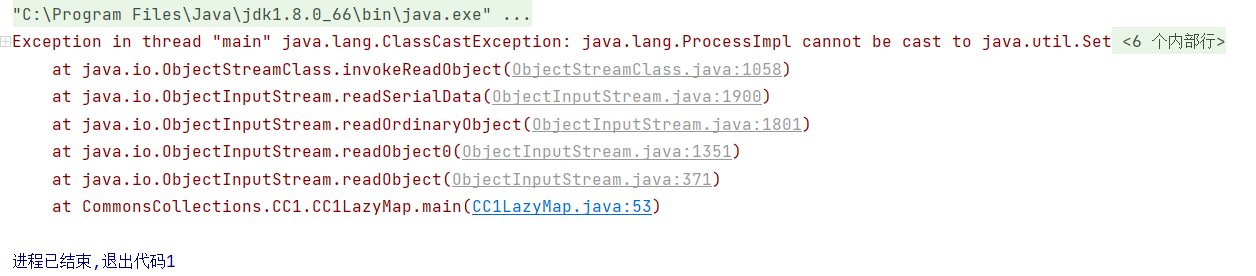 "C:\Program Files\Java\jdk1.8.0_66\bin\java.exe" ...
Exception in thread "main" java.lang.ClassCastException: java.lang.ProcessImpl cannot be cast to java.util.Set <6 个内部行>
    at java.io.ObjectStreamClass.invokeReadObject(ObjectStreamClass.java:1058)
    at java.io.ObjectInputStream.readSerialData(ObjectInputStream.java:1900)
    at java.io.ObjectInputStream.readOrdinaryObject(ObjectInputStream.java:1801)
    at java.io.ObjectInputStream.readObject0(ObjectInputStream.java:1351)
    at java.io.ObjectInputStream.readObject(ObjectInputStream.java:371)
    at CommonsCollections.CC1.CC1LazyMap.main(CC1LazyMap.java:53)
进程已结束,退出代码1